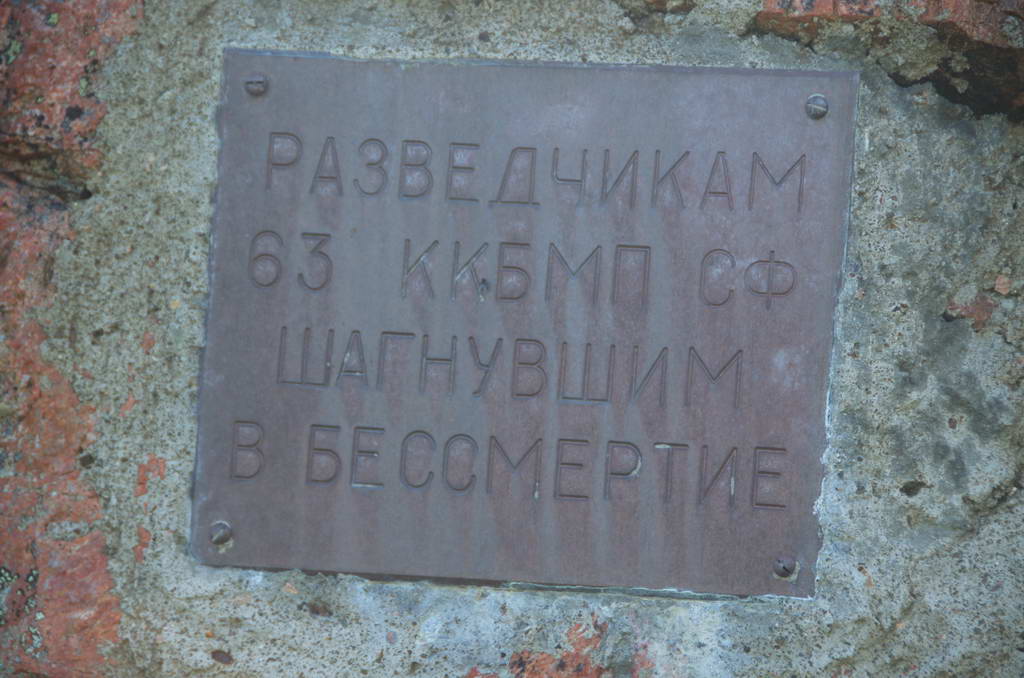 РАЗВЕДЧИКАМ
63 ККБМП СФ
ШАГНУВШИМ
В БЕССМЕРТИЕ